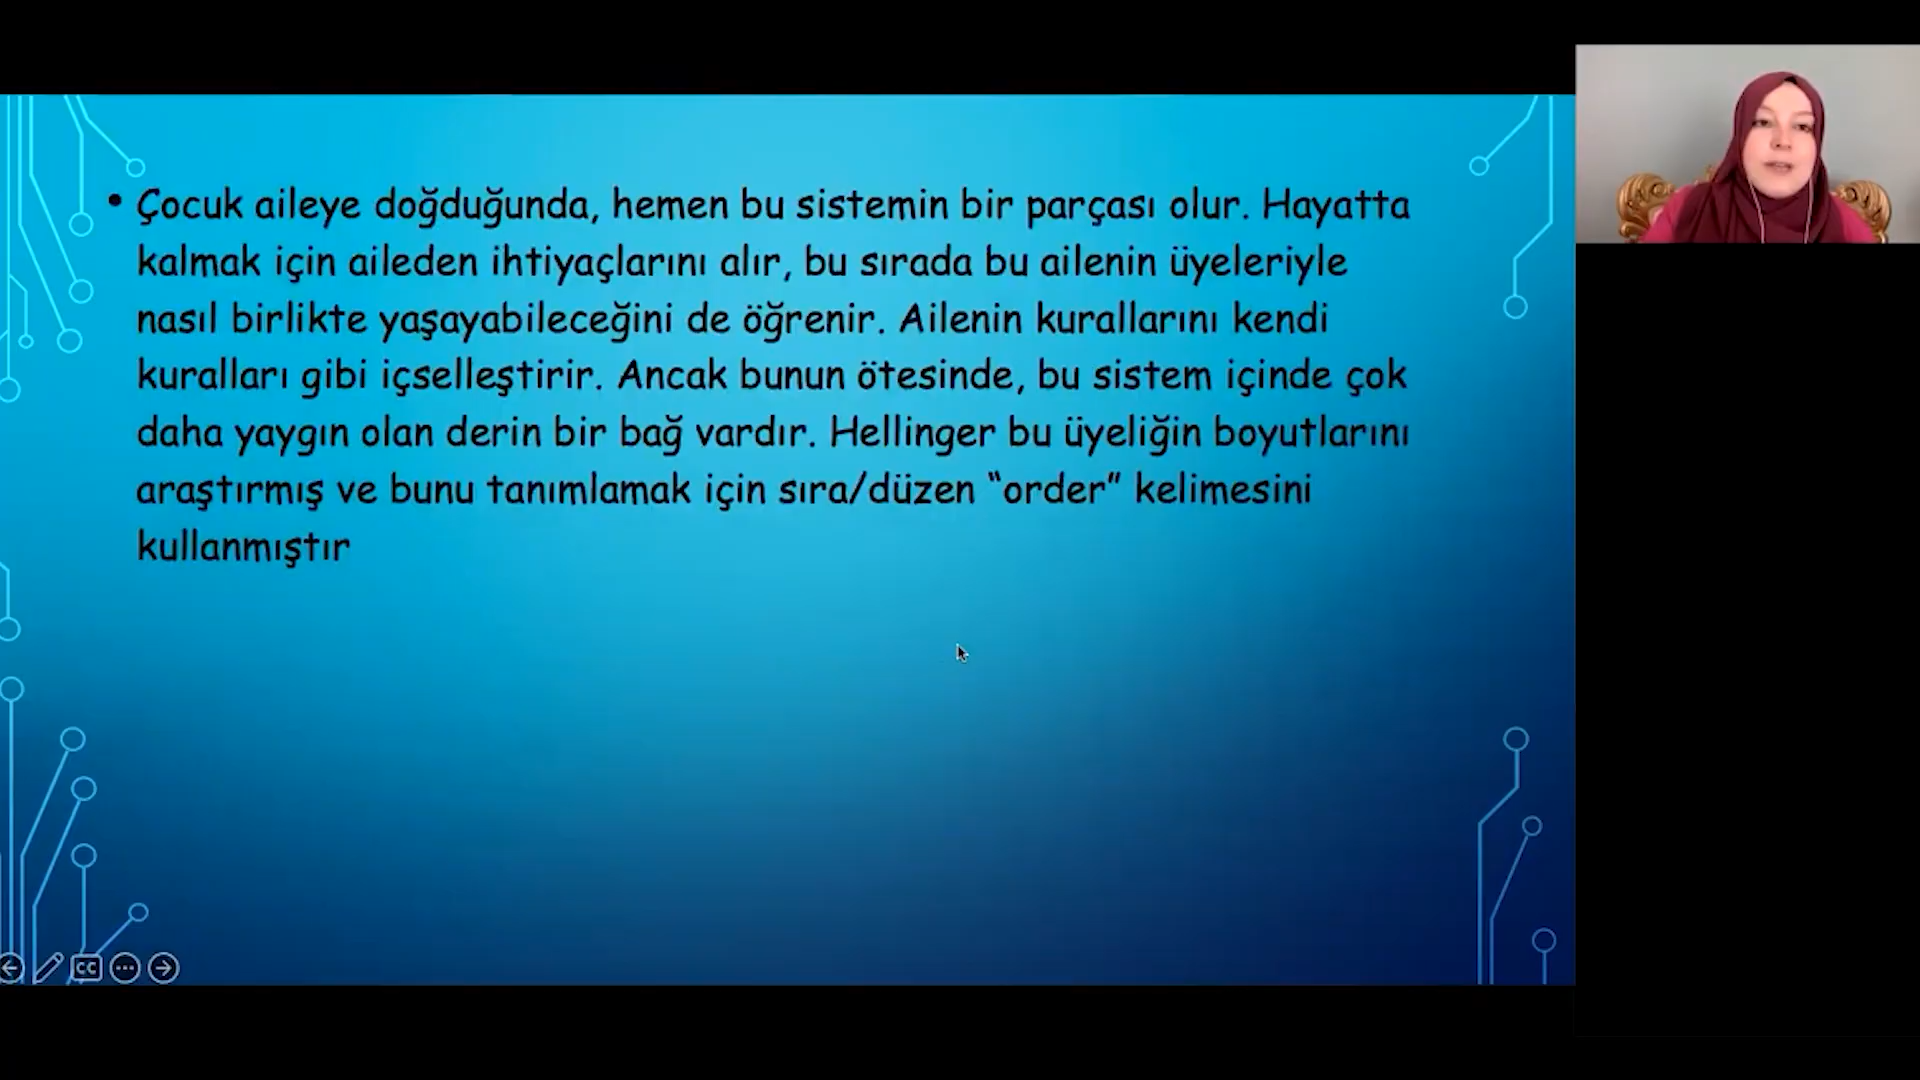 • Çocuk aileye doğduğunda, hemen bu sistemin bir parçası olur. Hayatta
kalmak için aileden ihtiyaçlarını alır, bu sırada bu ailenin üyeleriyle
nasıl birlikte yaşayabileceğini de öğrenir. Ailenin kurallarını kendi
kuralları gibi içselleştirir. Ancak bunun ötesinde, bu sistem içinde çok
daha yaygın olan derin bir bağ vardır. Hellinger bu üyeliğin boyutlarını
araştırmış ve bunu tanımlamak için sıra/düzen “order” kelimesini
kullanmıştır
CC